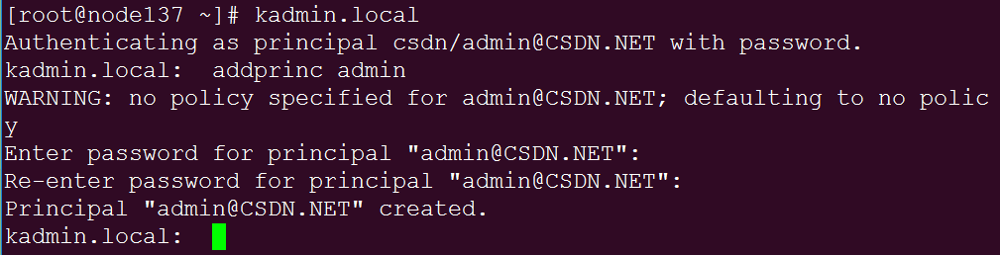 [root@node137 ~]# kadmin.local
Authenticating as principal csdn/admin@CSDN.NET with password.
kadmin.local:  addprinc admin
WARNING: no policy specified for admin@CSDN.NET; defaulting to no polic
y
Enter password for principal "admin@CSDN.NET":
Re-enter password for principal "admin@CSDN.NET":
Principal "admin@CSDN.NET" created.
kadmin.local: